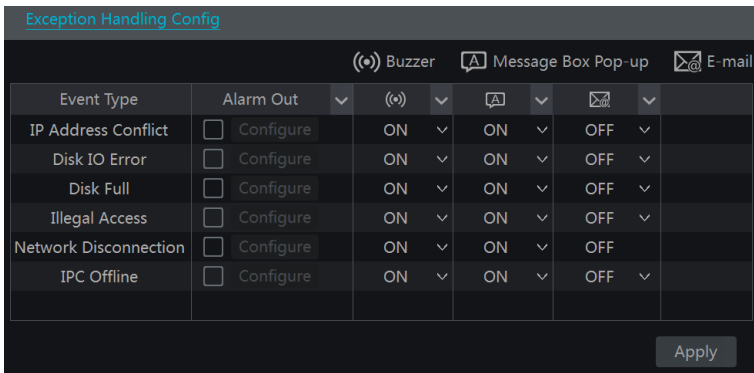 Exception Handling Config
Buzzer A Message Box Pop-up @ E-mail
Event Type Alarm Out A @
IP Address Conflict Configure ON ON OFF
Disk IO Error Configure ON ON OFF
Disk Full Configure ON ON OFF
Illegal Access Configure ON ON OFF
Network Disconnection Configure ON ON OFF
IPC Offline Configure ON ON OFF
Apply